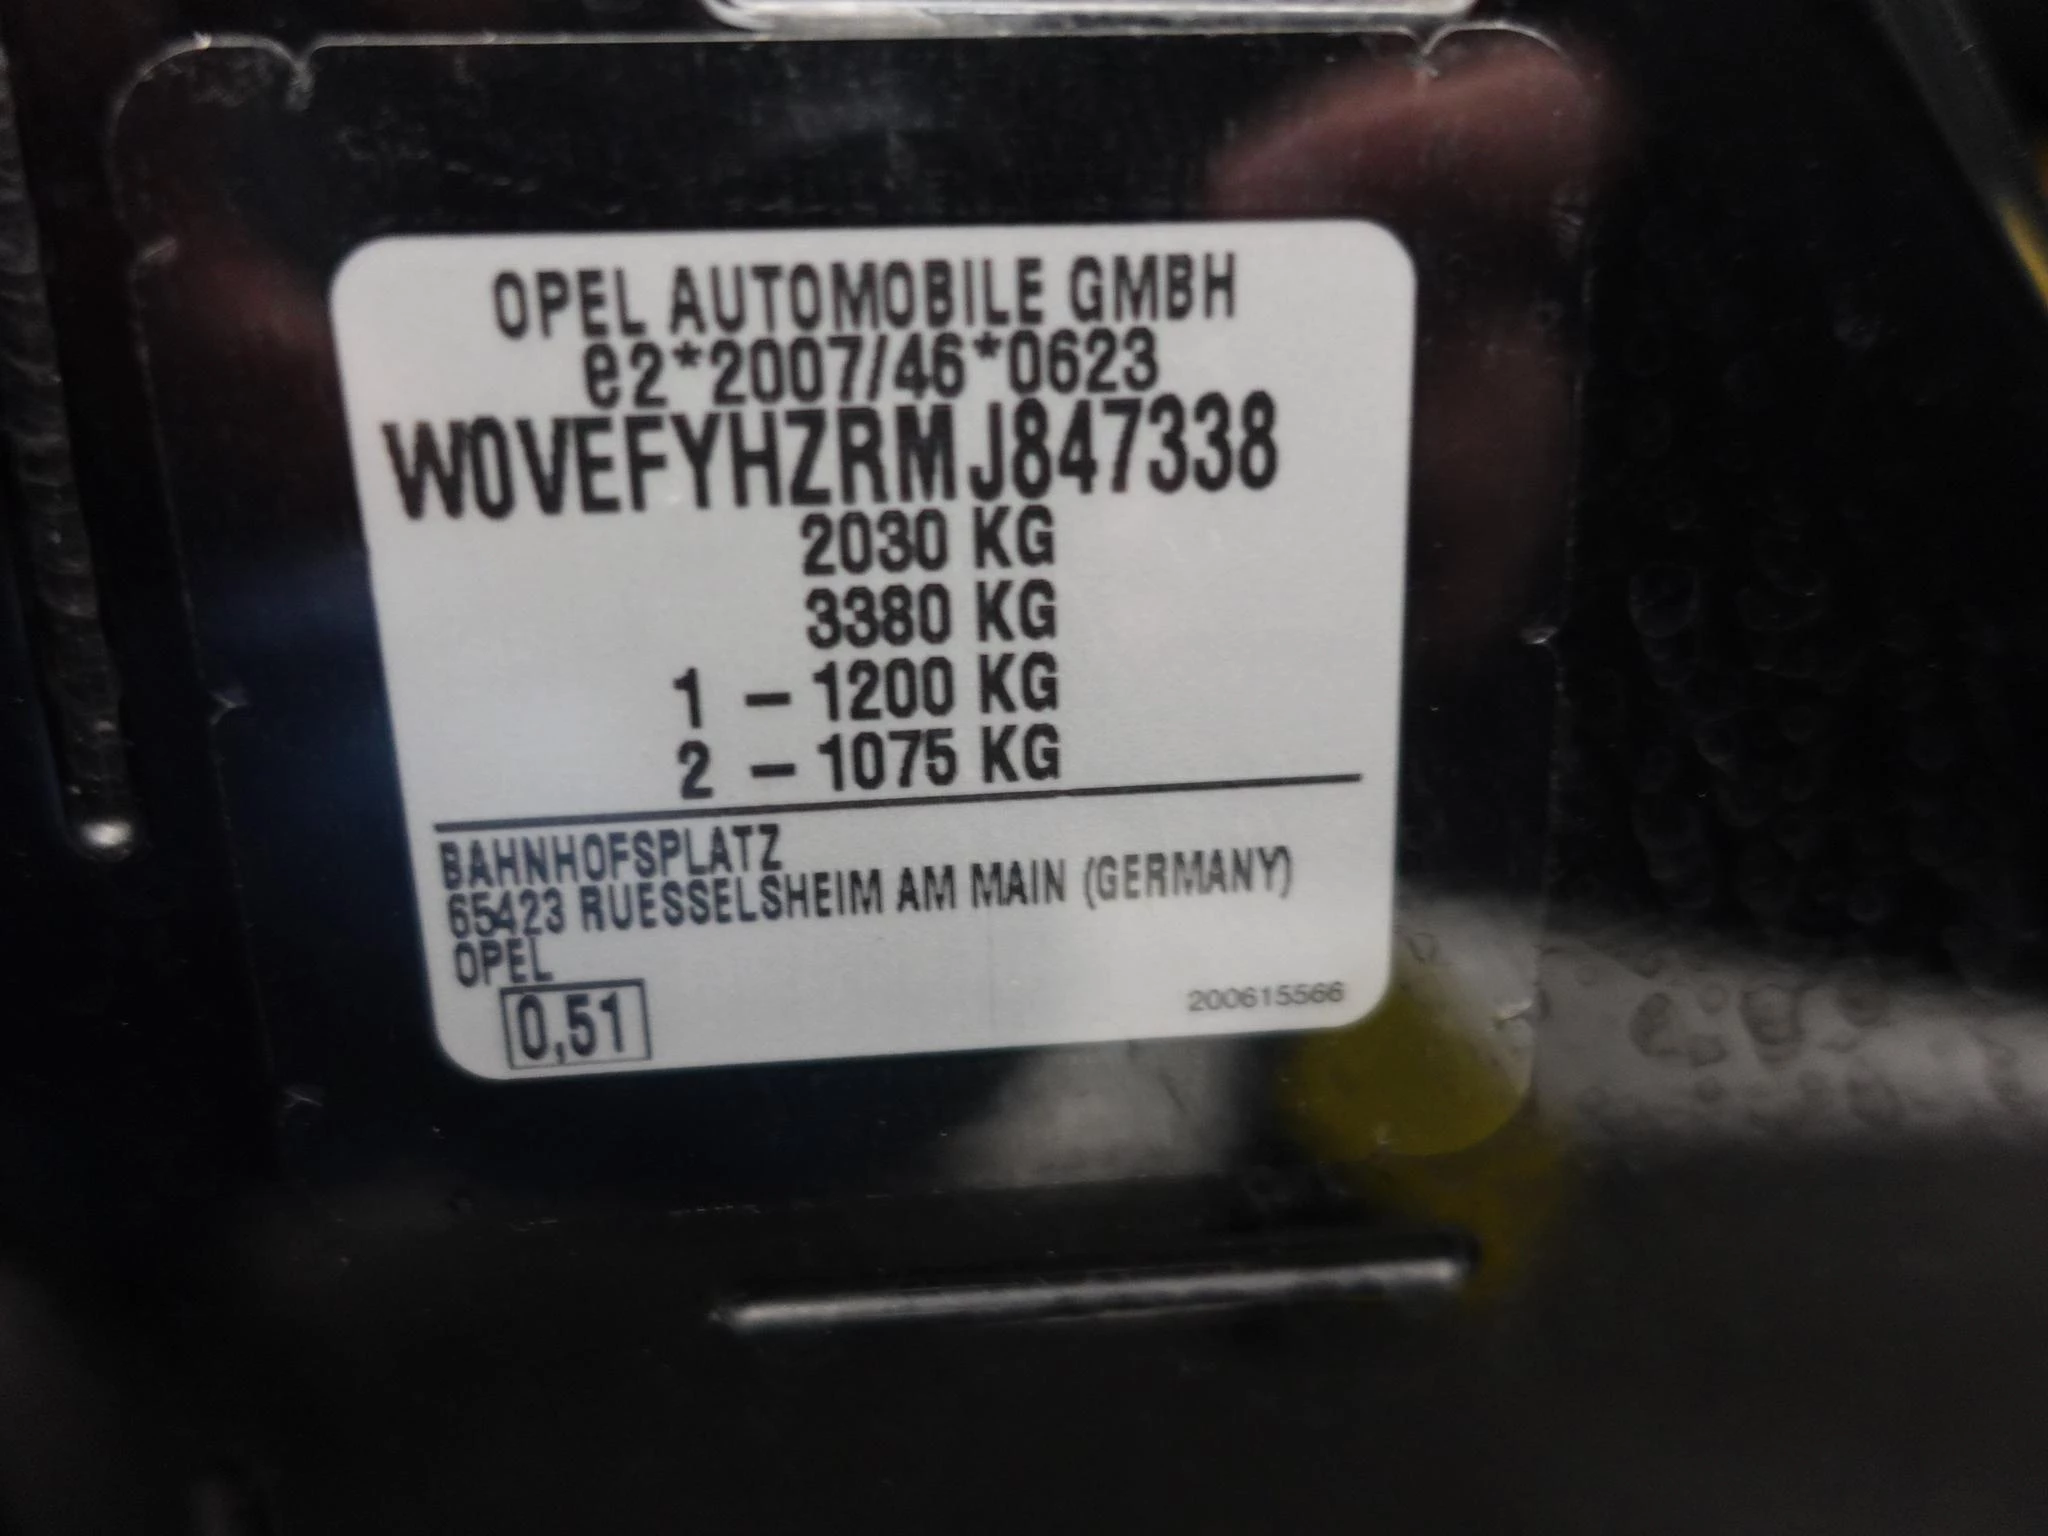 OPEL AUTOMOBILE GMBH
e2*2007/46*0623
W0VEFYHZRMJ847338
2030 KG
3380 KG
1 - 1200 KG
2 - 1075 KG
BAHNHOFSPLATZ
65423 RUESSELSHEIM AM MAIN (GERMANY)
OPEL
0,51
200615566